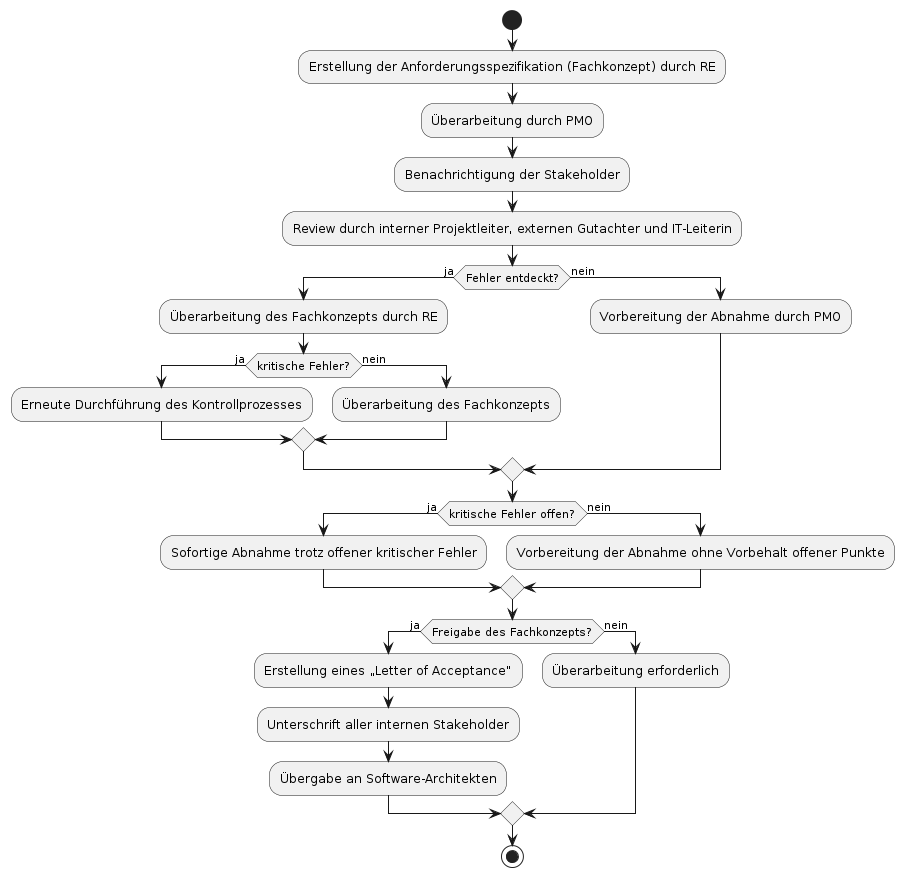 Erstellung der Anforderungsspezifikation (Fachkonzept) durch RE
Überarbeitung durch PMO
Benachrichtigung der Stakeholder
Review durch interner Projektleiter, externen Gutachter und IT-Leiterin
ja
Fehler entdeckt?
nein
Überarbeitung des Fachkonzepts durch RE
Vorbereitung der Abnahme durch PMO
ja
kritische Fehler?
nein
Erneute Durchführung des Kontrollprozesses
Überarbeitung des Fachkonzepts
ja
kritische Fehler offen?
nein
Sofortige Abnahme trotz offener kritischer Fehler
Vorbereitung der Abnahme ohne Vorbehalt offener Punkte
ja
Freigabe des Fachkonzepts?
nein
Erstellung eines „Letter of Acceptance"
Überarbeitung erforderlich
Unterschrift aller internen Stakeholder
Übergabe an Software-Architekten